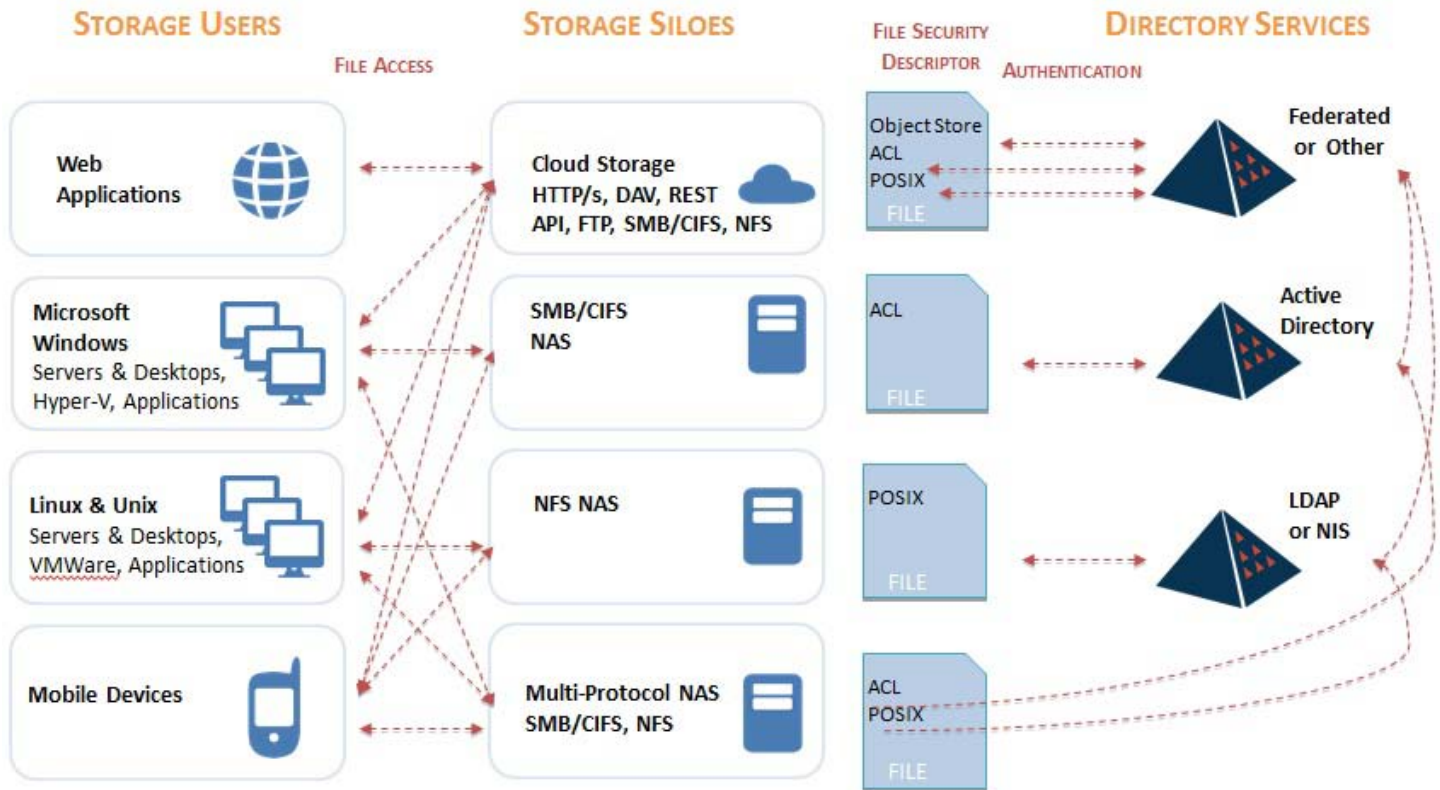 STORAGE USERS
STORAGE SILOES
DIRECTORY SERVICES
FILE ACCESS
FILE SECURITY
DESCRIPTOR
AUTHENTICATION
Web
Applications
Cloud Storage
HTTP/s, DAV, REST
API, FTP, SMB/CIFS, NFS
Object Store
ACL
POSIX
FILE
Federated
or Other
Microsoft
Windows
Servers & Desktops,
Hyper-V, Applications
SMB/CIFS
NAS
ACL
FILE
Active
Directory
Linux & Unix
Servers & Desktops,
VMWare, Applications
NFS NAS
POSIX
FILE
LDAP
or NIS
Mobile Devices
Multi-Protocol NAS
SMB/CIFS, NFS
ACL
POSIX
FILE